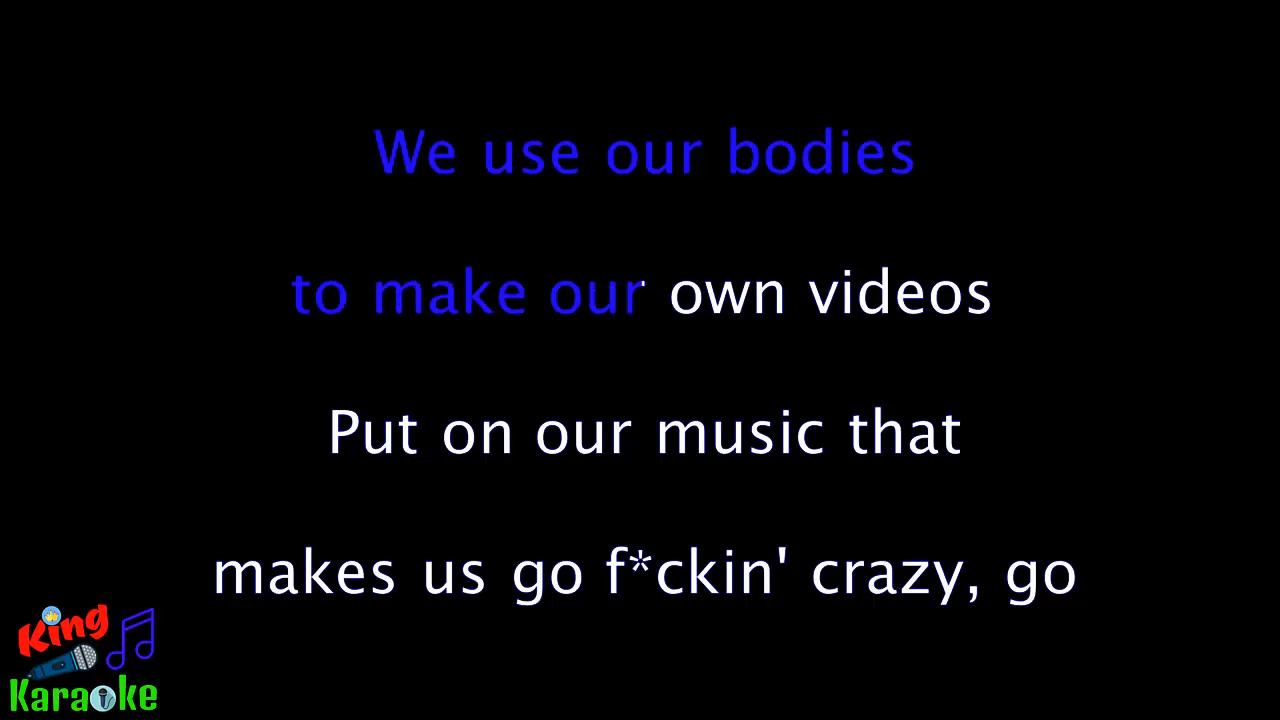 We use our bodies
to make our own videos
Put on our music that
makes us go f*ckin' crazy, go
King
Karaoke